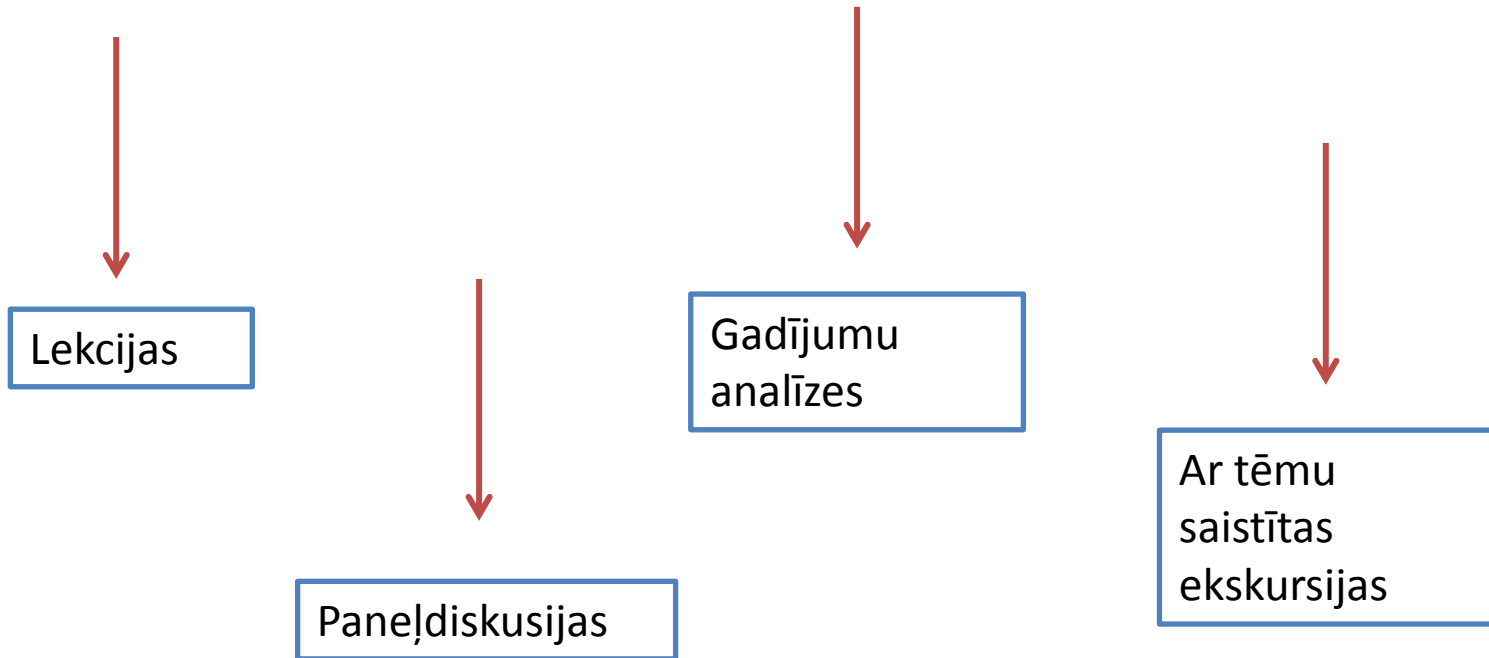 Lekcijas
Paneļdiskusijas
Gadījumu
analīzes
Ar tēmu
saistītas
ekskursijas